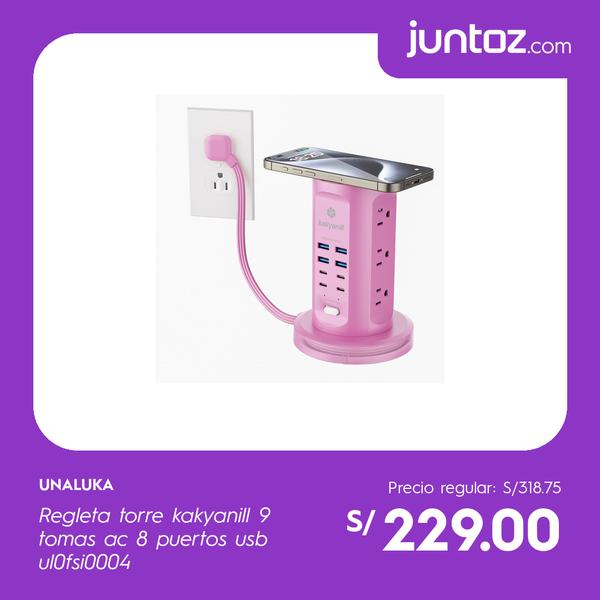 juntoz.com
kakyanill
UNALUKA
Regleta torre kakyanill 9
tomas ac 8 puertos usb
ul0fsi0004
Precio regular: S/318.75
S/ 229.00